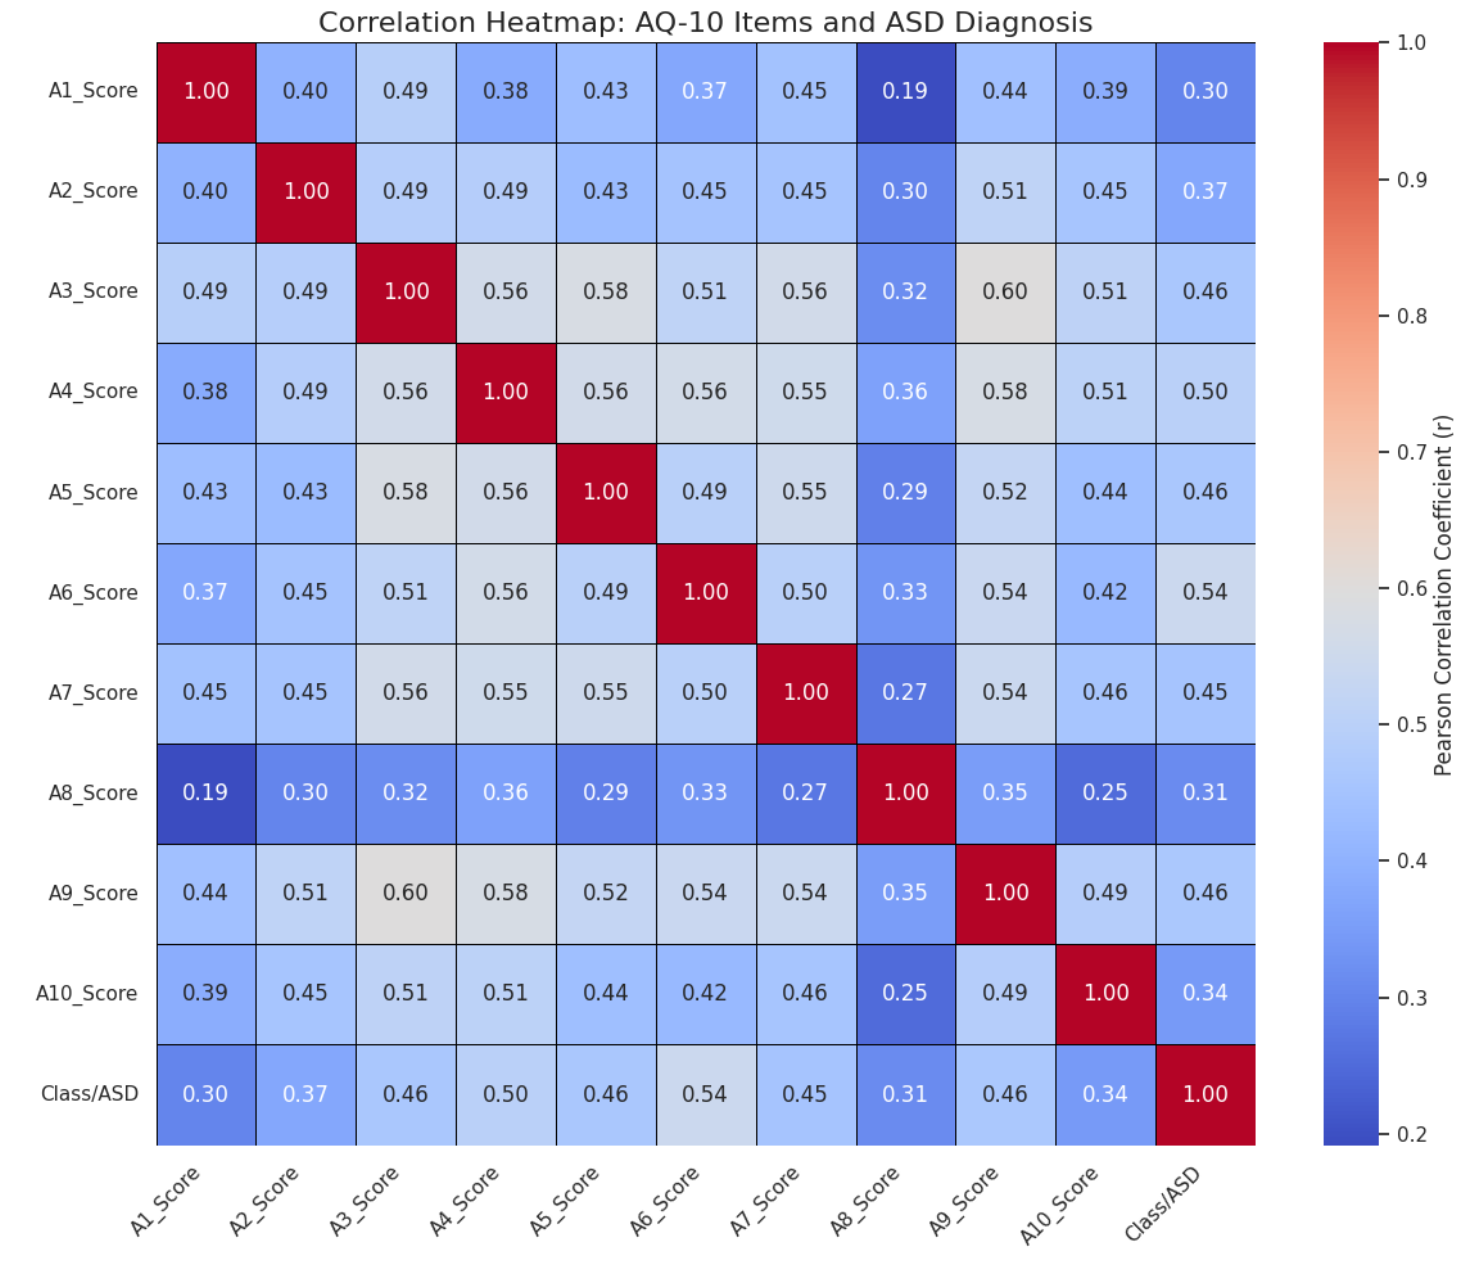 Correlation Heatmap: AQ-10 Items and ASD Diagnosis
A1_Score 1.00 0.40 0.49 0.38 0.43 0.37 0.45 0.19 0.44 0.39 0.30
A2_Score 0.40 1.00 0.49 0.49 0.43 0.45 0.45 0.30 0.51 0.45 0.37
A3_Score 0.49 0.49 1.00 0.56 0.58 0.51 0.56 0.32 0.60 0.51 0.46
A4_Score 0.38 0.49 0.56 1.00 0.56 0.56 0.55 0.36 0.58 0.51 0.50
A5_Score 0.43 0.43 0.58 0.56 1.00 0.49 0.55 0.29 0.52 0.44 0.46
A6_Score 0.37 0.45 0.51 0.56 0.49 1.00 0.50 0.33 0.54 0.42 0.54
A7_Score 0.45 0.45 0.56 0.55 0.55 0.50 1.00 0.27 0.54 0.46 0.45
A8_Score 0.19 0.30 0.32 0.36 0.29 0.33 0.27 1.00 0.35 0.25 0.31
A9_Score 0.44 0.51 0.60 0.58 0.52 0.54 0.54 0.35 1.00 0.49 0.46
A10_Score 0.39 0.45 0.51 0.51 0.44 0.42 0.46 0.25 0.49 1.00 0.34
Class/ASD 0.30 0.37 0.46 0.50 0.46 0.54 0.45 0.31 0.46 0.34 1.00
A1_Score A2_Score A3_Score A4_Score A5_Score A6_Score A7_Score A8_Score A9_Score A10_Score Class/ASD
1.0
0.9
0.8
0.7
0.6
0.5
0.4
0.3
0.2
Pearson Correlation Coefficient (r)